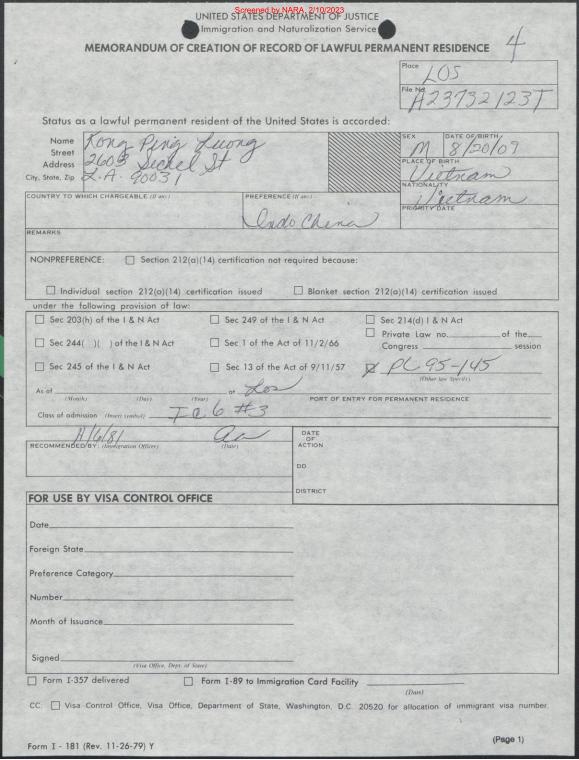 Screened by NARA, 2/10/2023
UNITED STATES DEPARTMENT OF JUSTICE
Immigration and Naturalization Service
MEMORANDUM OF CREATION OF RECORD OF LAWFUL PERMANENT RESIDENCE
4
Place
LOS
File No.
A23732123T
Status as a lawful permanent resident of the United States is accorded:
Name Kong Ping Luong
Street Address 2603 Sichel St
City, State, Zip L.A. 90031
SEX M
DATE OF BIRTH 8/20/07
PLACE OF BIRTH
Vietnam
NATIONALITY
Vietnam
PRIORITY DATE
COUNTRY TO WHICH CHARGEABLE (If any)
PREFERENCE (If any)
Indo China
REMARKS
NONPREFERENCE: Section 212(a)(14) certification not required because:
Individual section 212(a)(14) certification issued Blanket section 212(a)(14) certification issued
under the following provision of law:
Sec 203(h) of the I & N Act Sec 249 of the I & N Act Sec 214(d) I & N Act
Private Law no. of the
Congress session
Sec 244( )( ) of the I & N Act Sec 1 of the Act of 11/2/66
Sec 245 of the I & N Act Sec 13 of the Act of 9/11/57 PL 95-145
(Other law Specify)
As of at Los
(Month) (Day) (Year) PORT OF ENTRY FOR PERMANENT RESIDENCE
Class of admission (Insert symbol) IC6 #3
RECOMMENDED BY: (Immigration Officer) (Date)
DATE OF ACTION
DD
DISTRICT
FOR USE BY VISA CONTROL OFFICE
Date
Foreign State
Preference Category
Number
Month of Issuance
Signed
(Visa Office, Dept. of State)
Form I-357 delivered Form I-89 to Immigration Card Facility
(Date)
CC: Visa Control Office, Visa Office, Department of State, Washington, D.C. 20520 for allocation of immigrant visa number.
(Page 1)
Form I - 181 (Rev. 11-26-79) Y